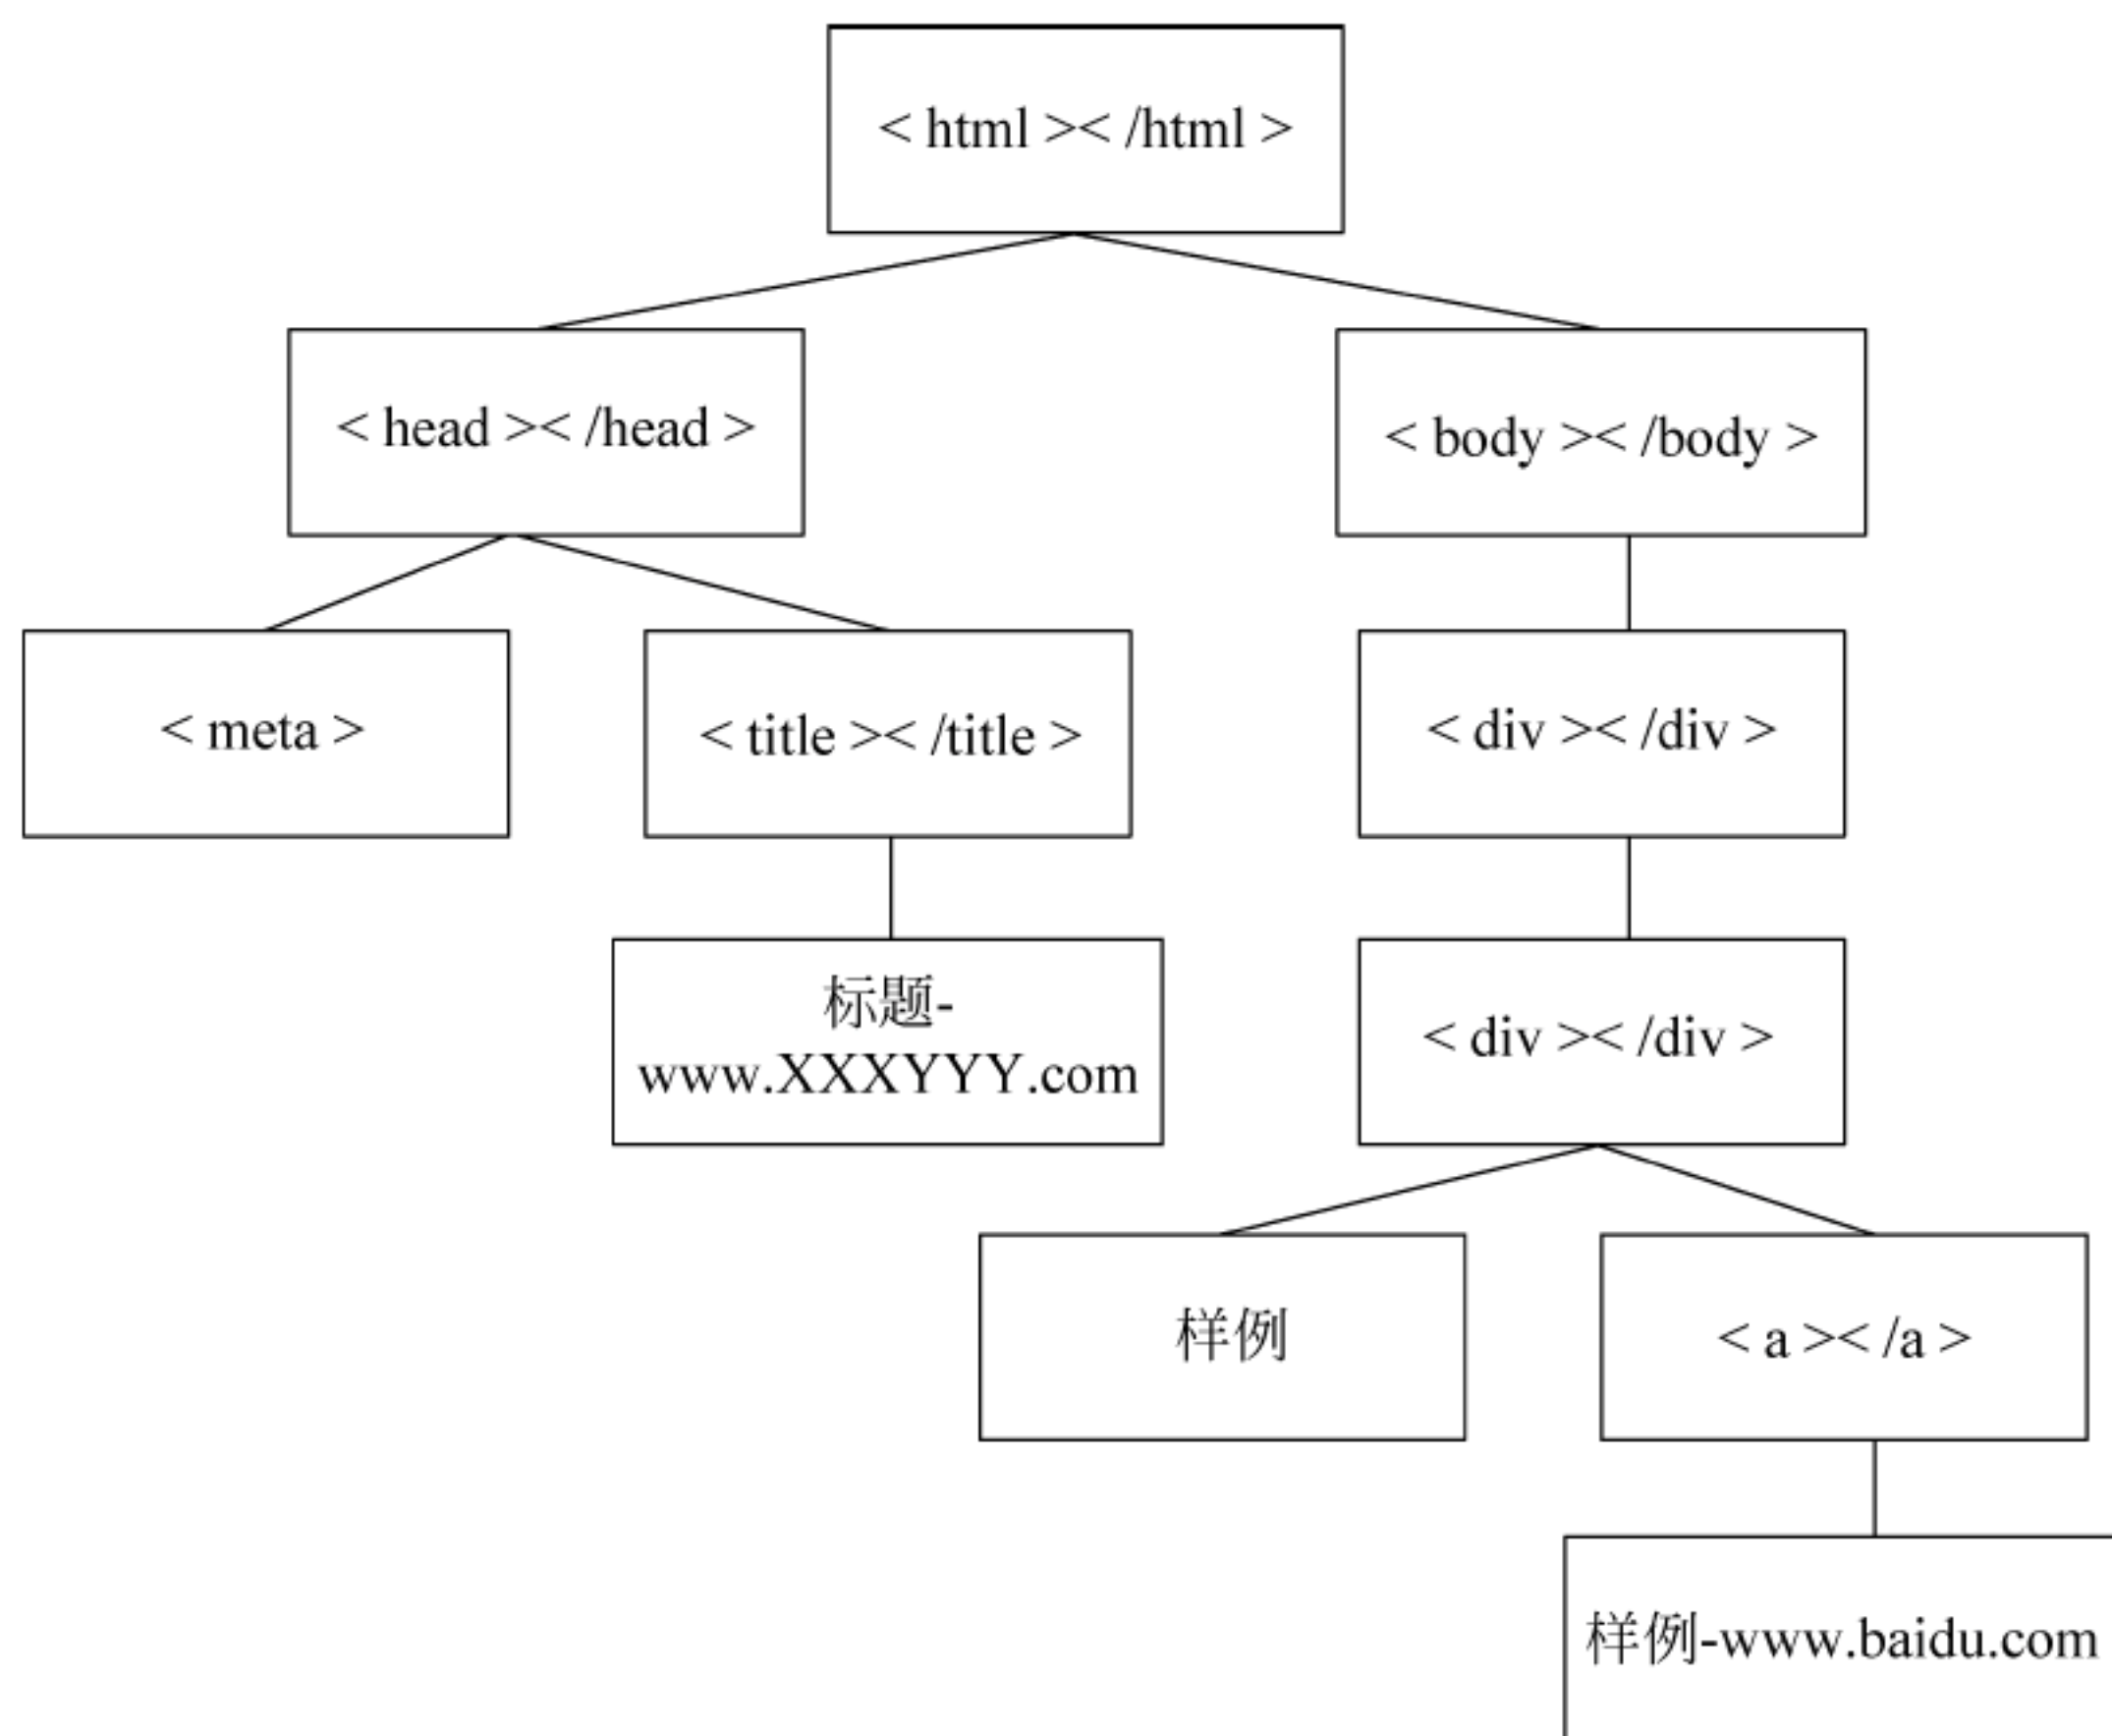 < html >< /html >
< head >< /head >
< body >< /body >
< meta >
< title >< /title >
< div >< /div >
标题-
www.XXXYYY.com
< div >< /div >
样例
< a >< /a >
样例-www.baidu.com